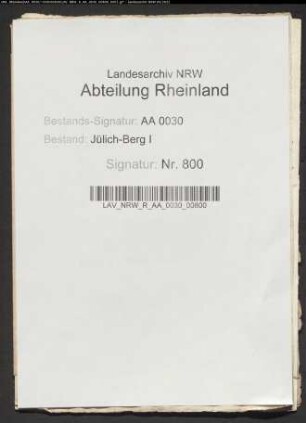 Landesarchiv NRW
Abteilung Rheinland
Bestands-Signatur: AA 0030
Bestand: Jülich-Berg I
Signatur: Nr. 800
LAV_NRW_R_AA_0030_00800